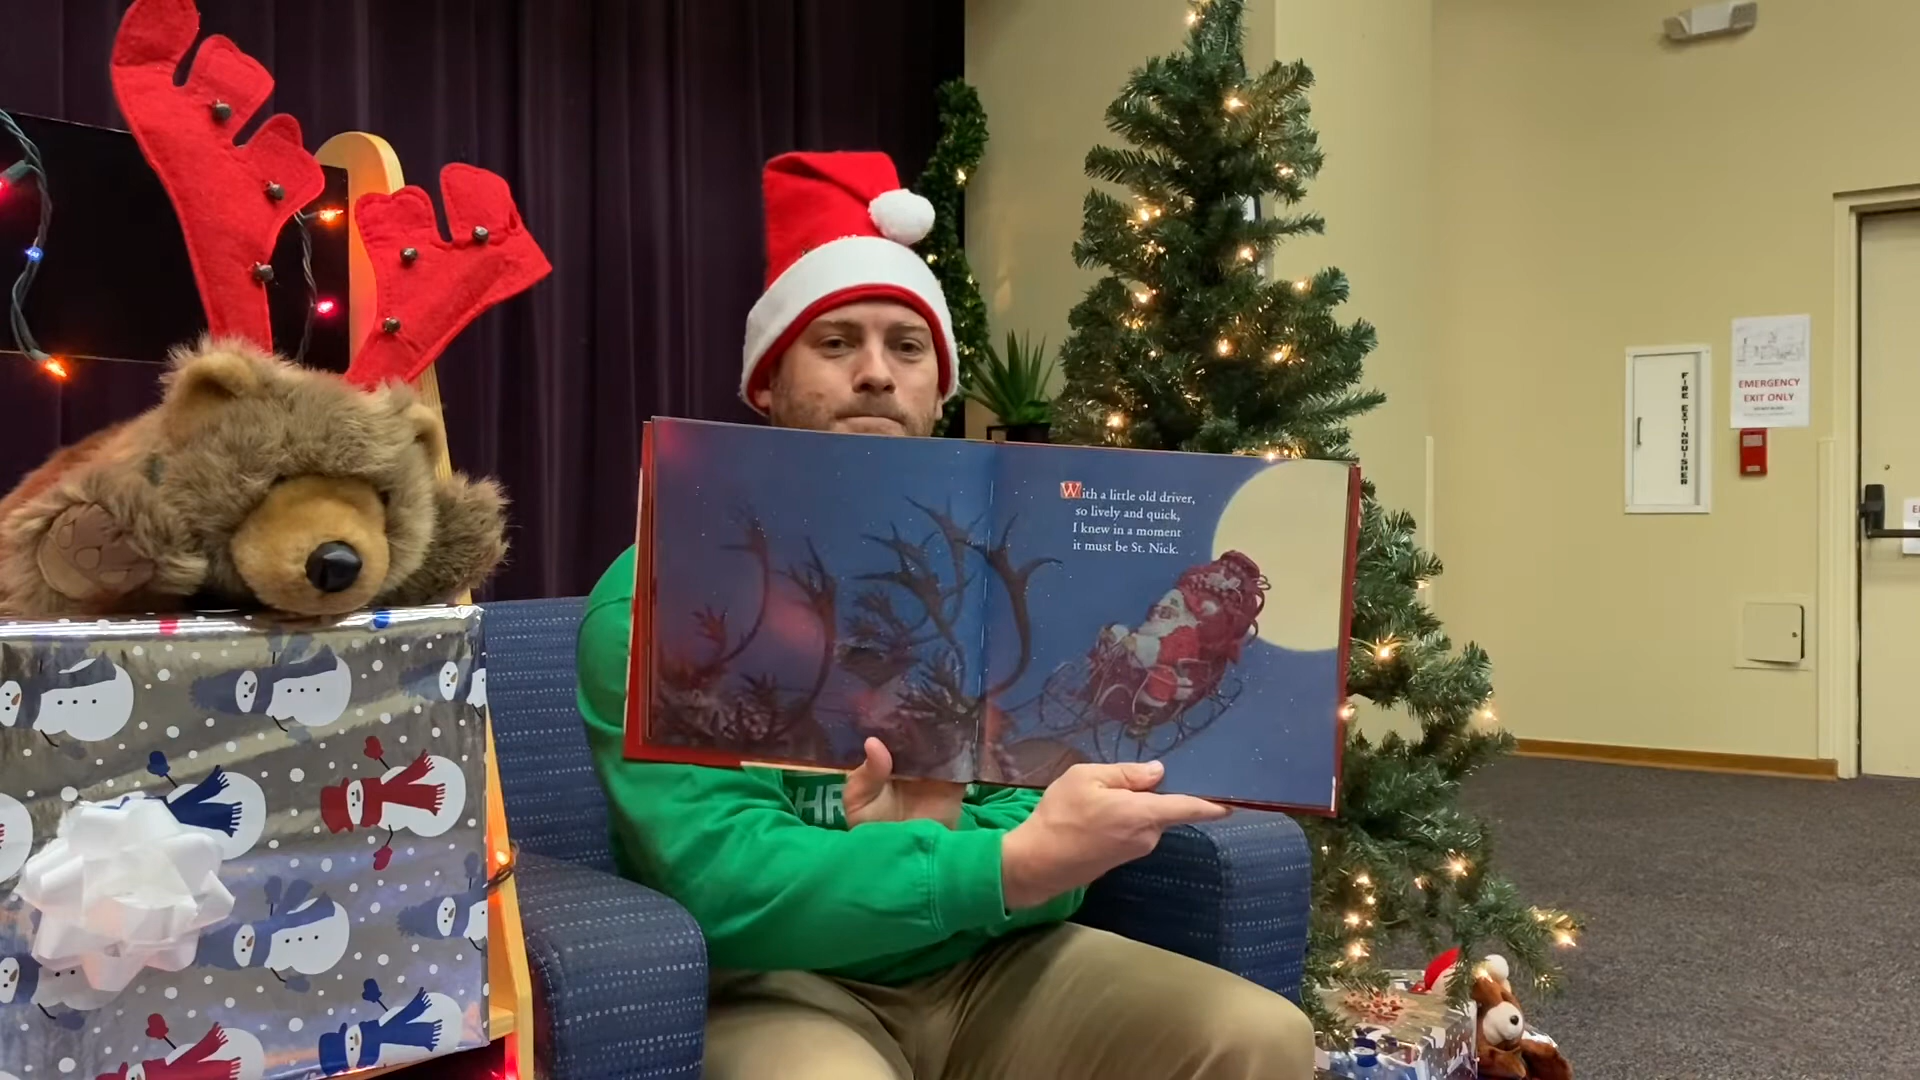 With a little old driver,
so lively and quick,
I knew in a moment
it must be St. Nick.
HR
FIRE EXTINGUISHER
EMERGENCY
EXIT ONLY